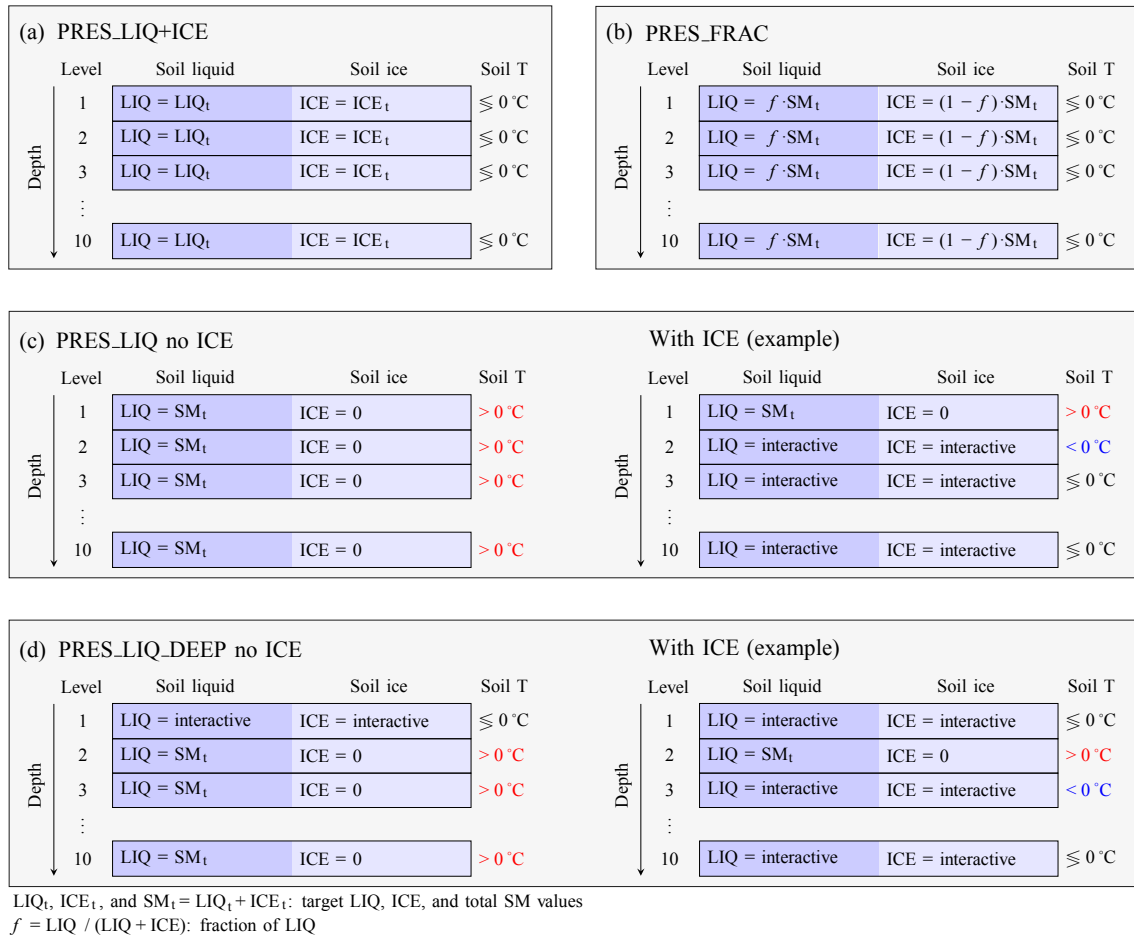 (a) PRES_LIQ+ICE
Level Soil liquid Soil ice Soil T
Depth
1 LIQ = LIQt ICE = ICEt ≶ 0 °C
2 LIQ = LIQt ICE = ICEt ≶ 0 °C
3 LIQ = LIQt ICE = ICEt ≶ 0 °C
⋮
10 LIQ = LIQt ICE = ICEt ≶ 0 °C
(b) PRES_FRAC
Level Soil liquid Soil ice Soil T
Depth
1 LIQ = f ·SMt ICE = (1 − f)·SMt ≶ 0 °C
2 LIQ = f ·SMt ICE = (1 − f)·SMt ≶ 0 °C
3 LIQ = f ·SMt ICE = (1 − f)·SMt ≶ 0 °C
⋮
10 LIQ = f ·SMt ICE = (1 − f)·SMt ≶ 0 °C
(c) PRES_LIQ no ICE
Level Soil liquid Soil ice Soil T
Depth
1 LIQ = SMt ICE = 0 > 0 °C
2 LIQ = SMt ICE = 0 > 0 °C
3 LIQ = SMt ICE = 0 > 0 °C
⋮
10 LIQ = SMt ICE = 0 > 0 °C
With ICE (example)
Level Soil liquid Soil ice Soil T
Depth
1 LIQ = SMt ICE = 0 > 0 °C
2 LIQ = interactive ICE = interactive < 0 °C
3 LIQ = interactive ICE = interactive ≶ 0 °C
⋮
10 LIQ = interactive ICE = interactive ≶ 0 °C
(d) PRES_LIQ_DEEP no ICE
Level Soil liquid Soil ice Soil T
Depth
1 LIQ = interactive ICE = interactive ≶ 0 °C
2 LIQ = SMt ICE = 0 > 0 °C
3 LIQ = SMt ICE = 0 > 0 °C
⋮
10 LIQ = SMt ICE = 0 > 0 °C
With ICE (example)
Level Soil liquid Soil ice Soil T
Depth
1 LIQ = interactive ICE = interactive ≶ 0 °C
2 LIQ = SMt ICE = 0 > 0 °C
3 LIQ = interactive ICE = interactive < 0 °C
⋮
10 LIQ = interactive ICE = interactive ≶ 0 °C
LIQt, ICEt, and SMt = LIQt + ICEt: target LIQ, ICE, and total SM values
f = LIQ / (LIQ + ICE): fraction of LIQ